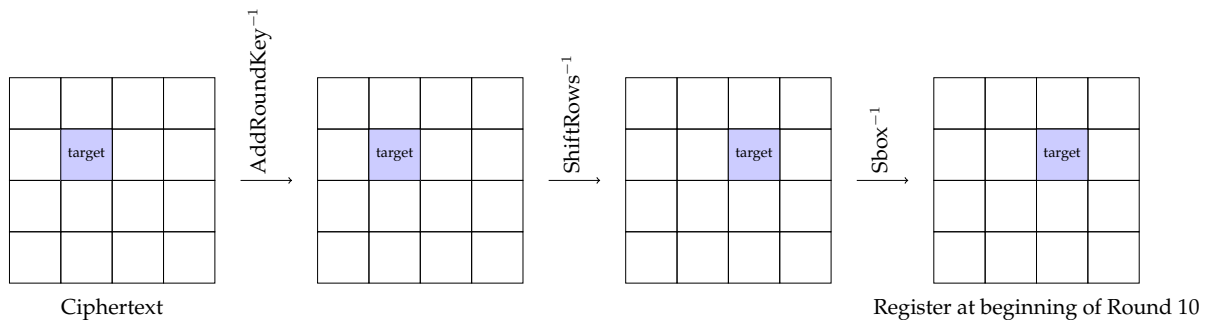 AddRoundKey⁻¹
ShiftRows⁻¹
Sbox⁻¹
target
target
target
target
Ciphertext
Register at beginning of Round 10